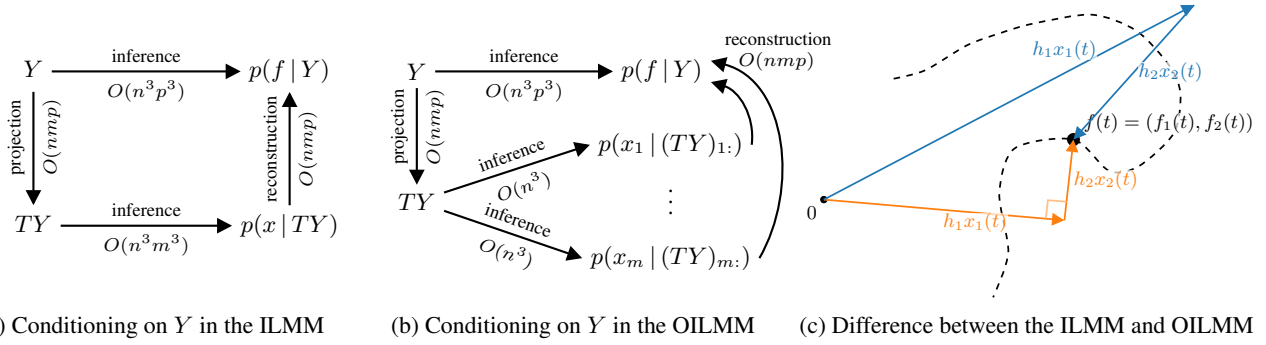 Y
inference
O(n³p³)
p(f | Y)
projection
O(nmp)
reconstruction
O(nmp)
TY
inference
O(n³m³)
p(x | TY)
) Conditioning on Y in the ILMM
Y
inference
O(n³p³)
p(f | Y)
reconstruction
O(nmp)
projection
O(nmp)
TY
inference
O(n³)
p(x₁ | (TY)₁:)
⋮
inference
O(n³)
p(xₘ | (TY)ₘ:)
(b) Conditioning on Y in the OILMM
h₁x₁(t)
h₂x₂(t)
f(t) = (f₁(t), f₂(t))
h₂x₂(t)
0
h₁x₁(t)
(c) Difference between the ILMM and OILMM